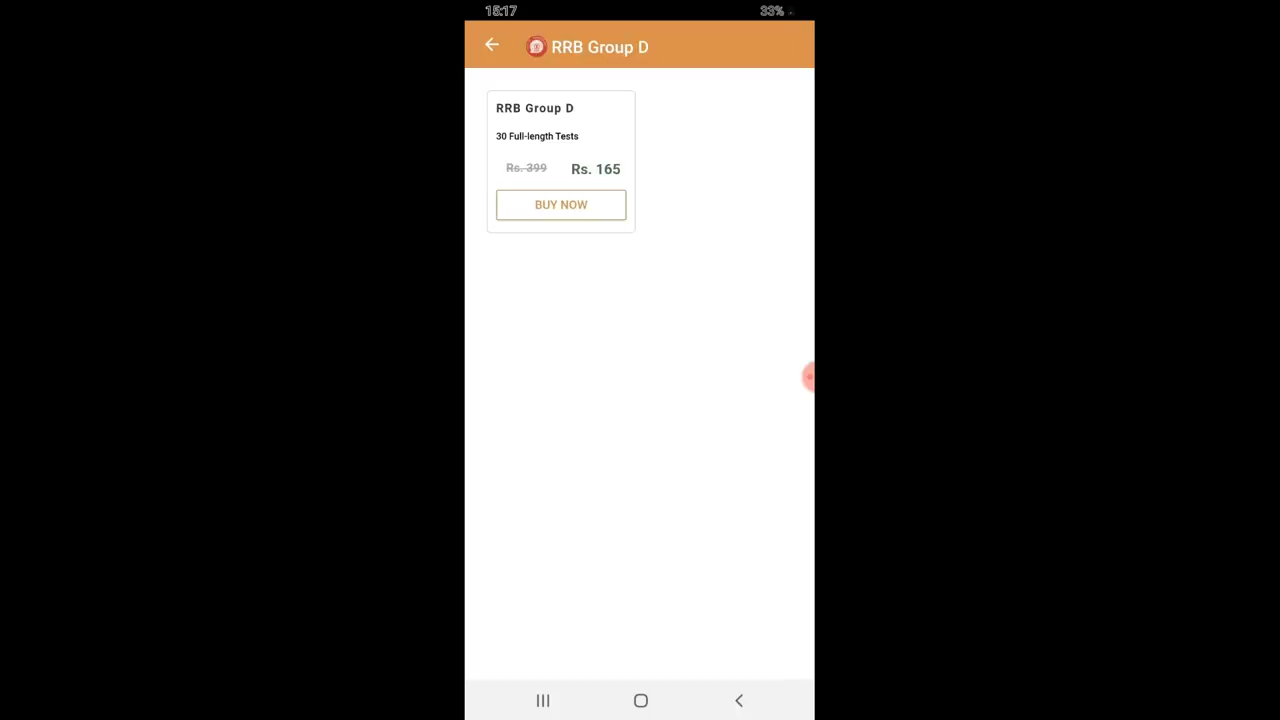 15:17
33%
RRB Group D
RRB Group D
30 Full-length Tests
Rs. 399 Rs. 165
BUY NOW